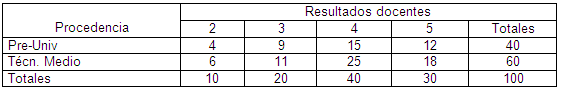 Procedencia Resultados docentes
2 3 4 5 Totales
Pre-Univ 4 9 15 12 40
Técn. Medio 6 11 25 18 60
Totales 10 20 40 30 100